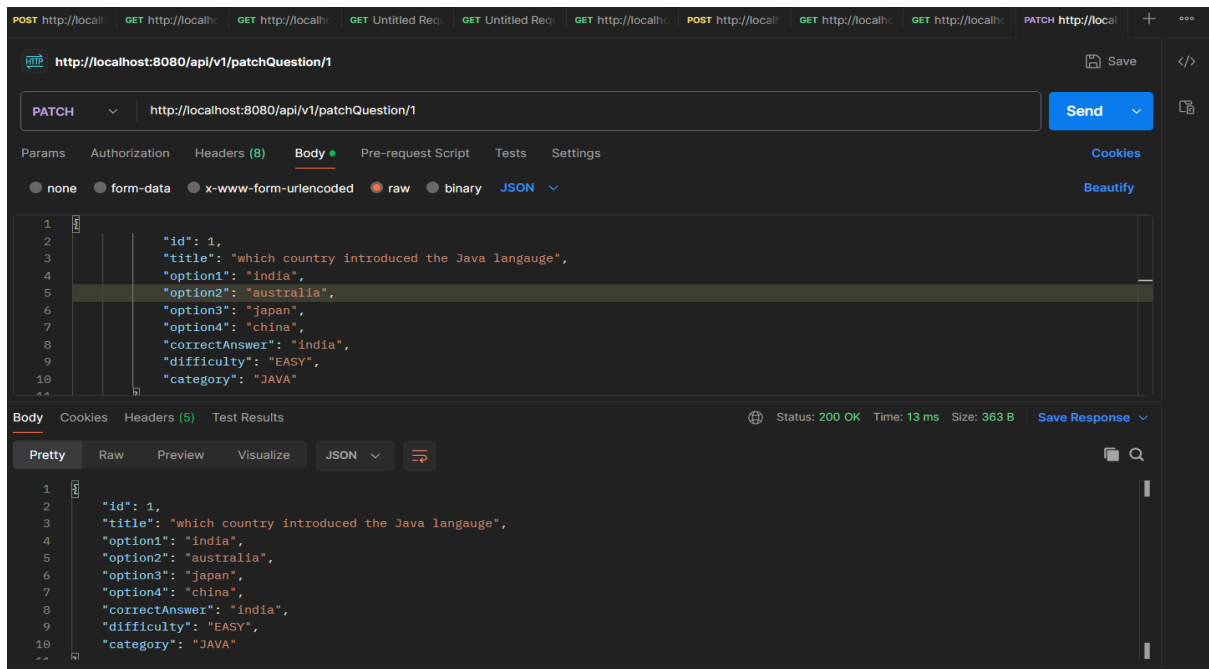 POST http://locall GET http://localho GET http://localho GET Untitled Requ GET Untitled Requ GET http://localho POST http://locall GET http://localho GET http://localho PATCH http://local
HTTP http://localhost:8080/api/v1/patchQuestion/1 Save
PATCH http://localhost:8080/api/v1/patchQuestion/1 Send
Params Authorization Headers (8) Body Pre-request Script Tests Settings Cookies
none form-data x-www-form-urlencoded raw binary JSON Beautify
1 {
2 "id": 1,
3 "title": "which country introduced the Java langauge",
4 "option1": "india",
5 "option2": "australia",
6 "option3": "japan",
7 "option4": "china",
8 "correctAnswer": "india",
9 "difficulty": "EASY",
10 "category": "JAVA"
11 }
Body Cookies Headers (5) Test Results Status: 200 OK Time: 13 ms Size: 363 B Save Response
Pretty Raw Preview Visualize JSON
1 {
2 "id": 1,
3 "title": "which country introduced the Java langauge",
4 "option1": "india",
5 "option2": "australia",
6 "option3": "japan",
7 "option4": "china",
8 "correctAnswer": "india",
9 "difficulty": "EASY",
10 "category": "JAVA"
11 }